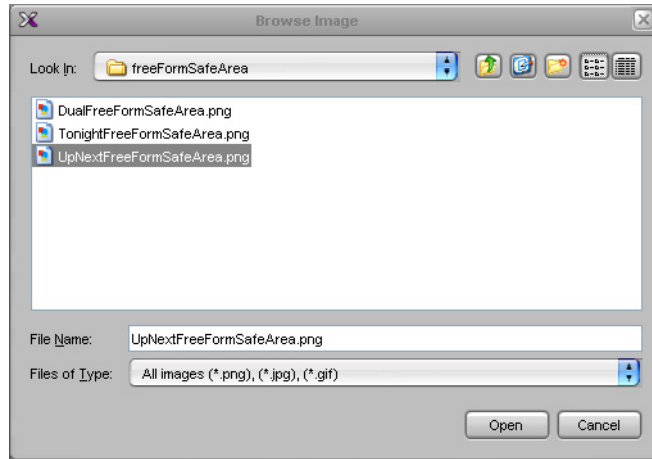 Browse Image
Look In: freeFormSafeArea
DualFreeFormSafeArea.png
TonightFreeFormSafeArea.png
UpNextFreeFormSafeArea.png
File Name: UpNextFreeFormSafeArea.png
Files of Type: All images (*.png), (*.jpg), (*.gif)
Open Cancel